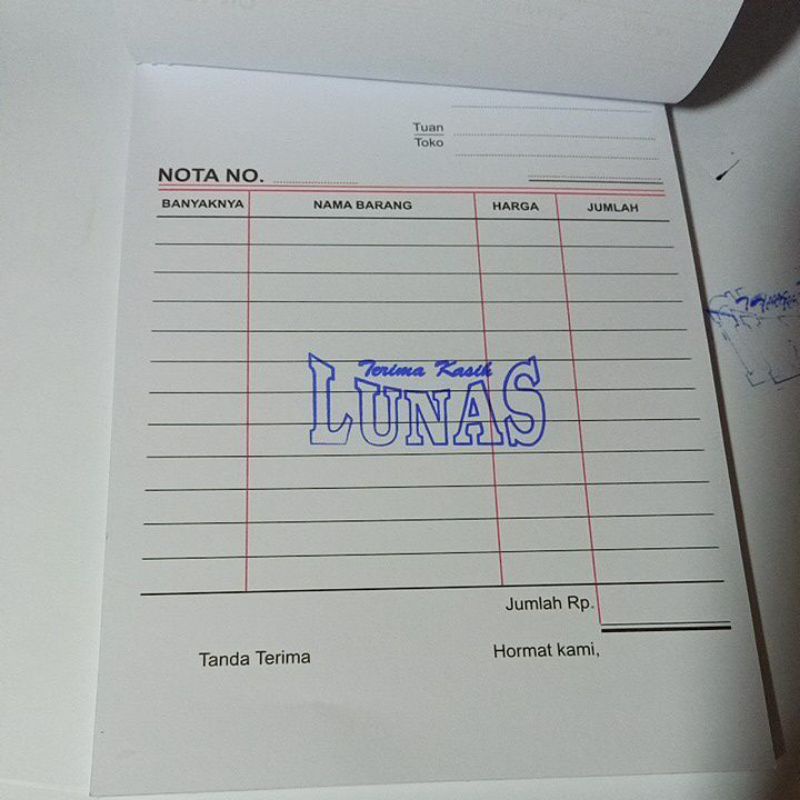 Tuan
Toko
NOTA NO.
BANYAKNYA NAMA BARANG HARGA JUMLAH
Terima Kasih
LUNAS
Jumlah Rp.
Tanda Terima Hormat kami,